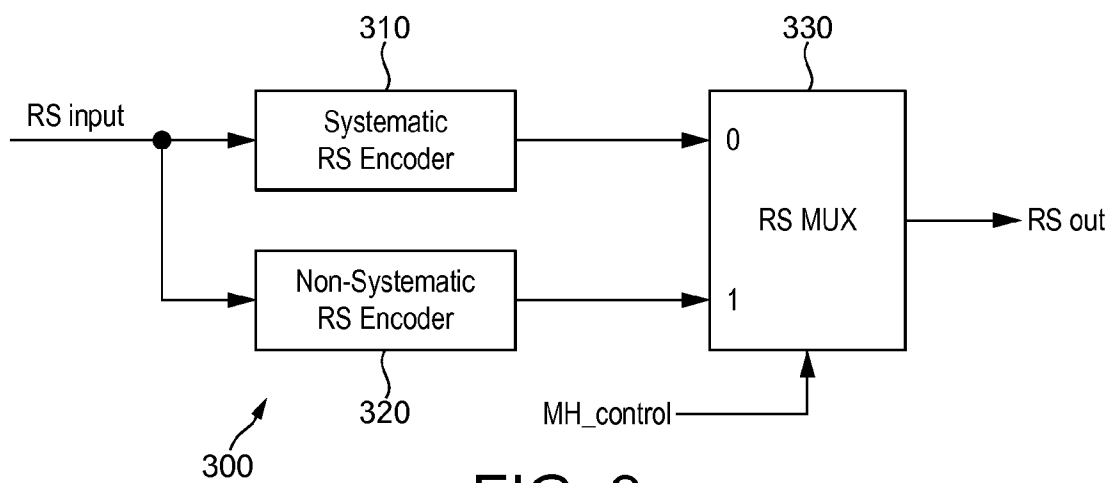 310
330
RS input
Systematic
RS Encoder
0
RS MUX
RS out
Non-Systematic
RS Encoder
1
320
MH_control
300